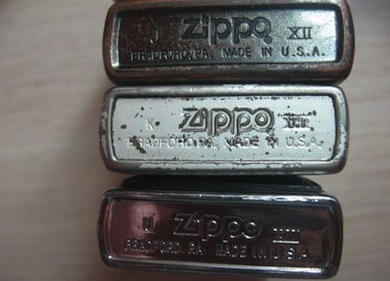 J zippo XII
BRADFORD, PA. MADE IN U.S.A.
K zippo
BRADFORD, PA. MADE IN U.S.A.
zippo
BRADFORD, PA. MADE IN U.S.A.